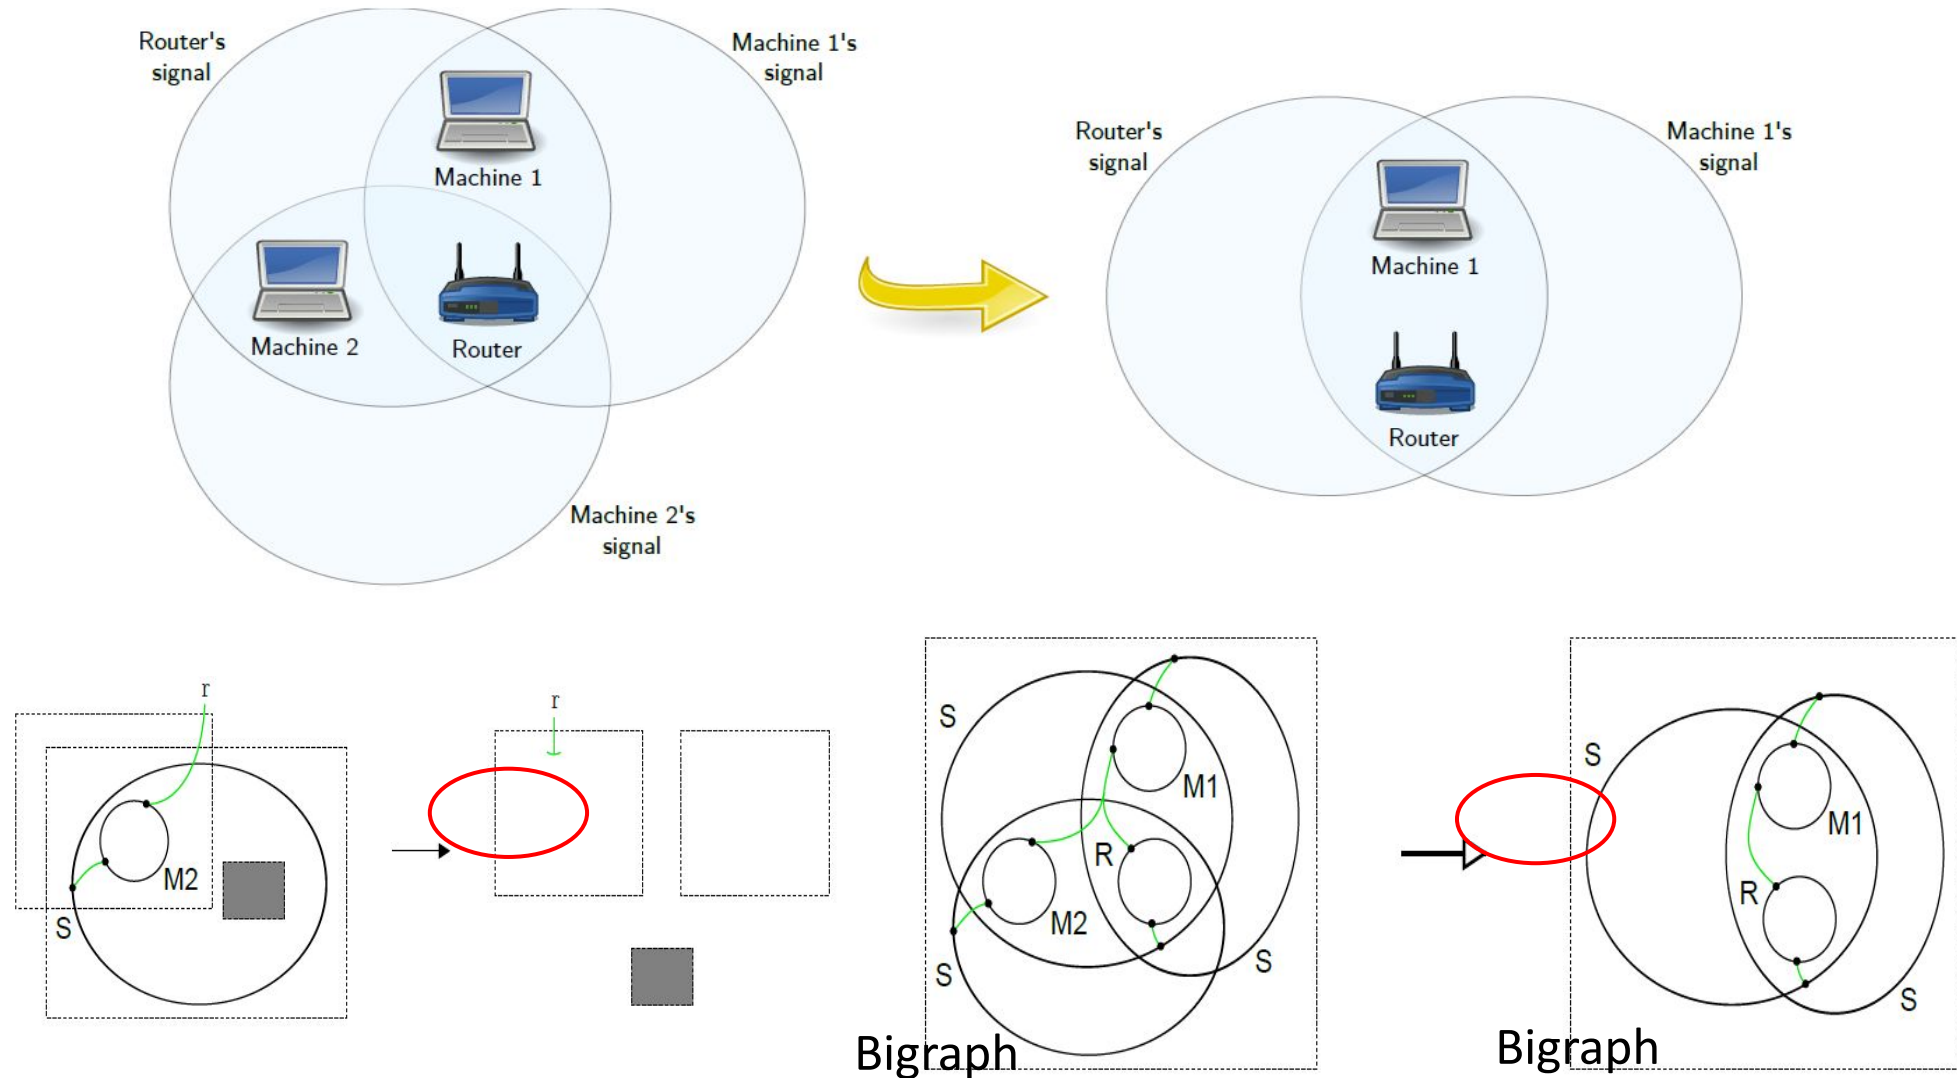 Router's
signal
Machine 1's
signal
Machine 1
Machine 2
Router
Machine 2's
signal
Router's
signal
Machine 1's
signal
Machine 1
Router
r
M2
S
r
S
M1
R
M2
S
S
Bigraph
S
M1
R
S
Bigraph